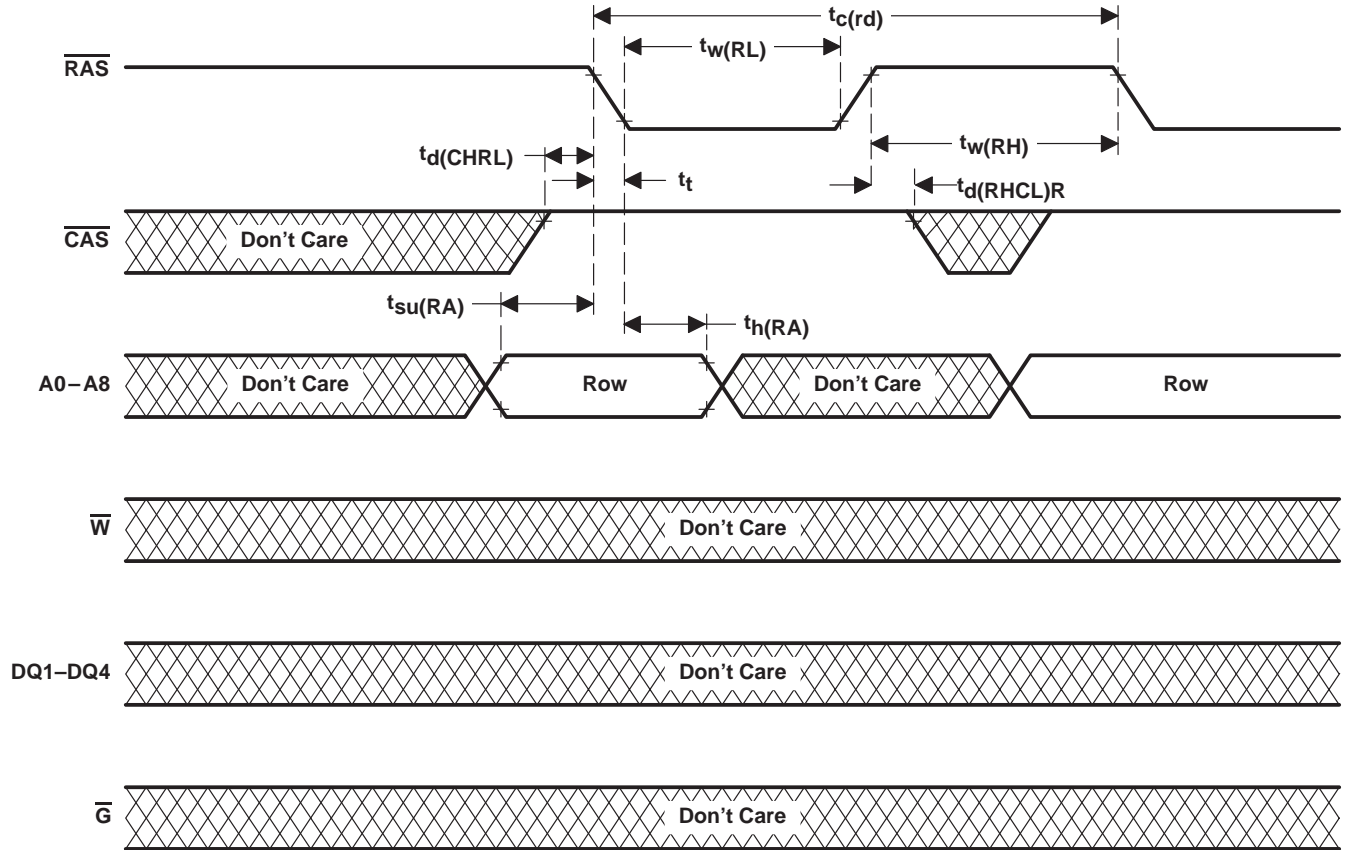 tc(rd)
tw(RL)
RAS
tw(RH)
td(CHRL)
tt
td(RHCL)R
CAS
Don't Care
tsu(RA)
th(RA)
A0–A8
Don't Care
Row
Don't Care
Row
W
Don't Care
DQ1–DQ4
Don't Care
G
Don't Care